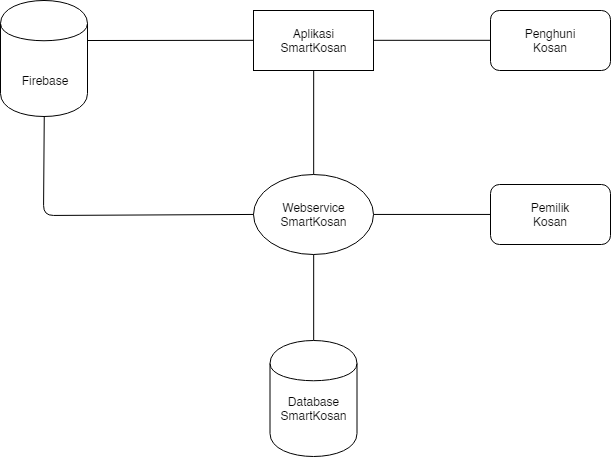 Aplikasi
SmartKosan
Penghuni
Kosan
Firebase
Webservice
SmartKosan
Pemilik
Kosan
Database
SmartKosan